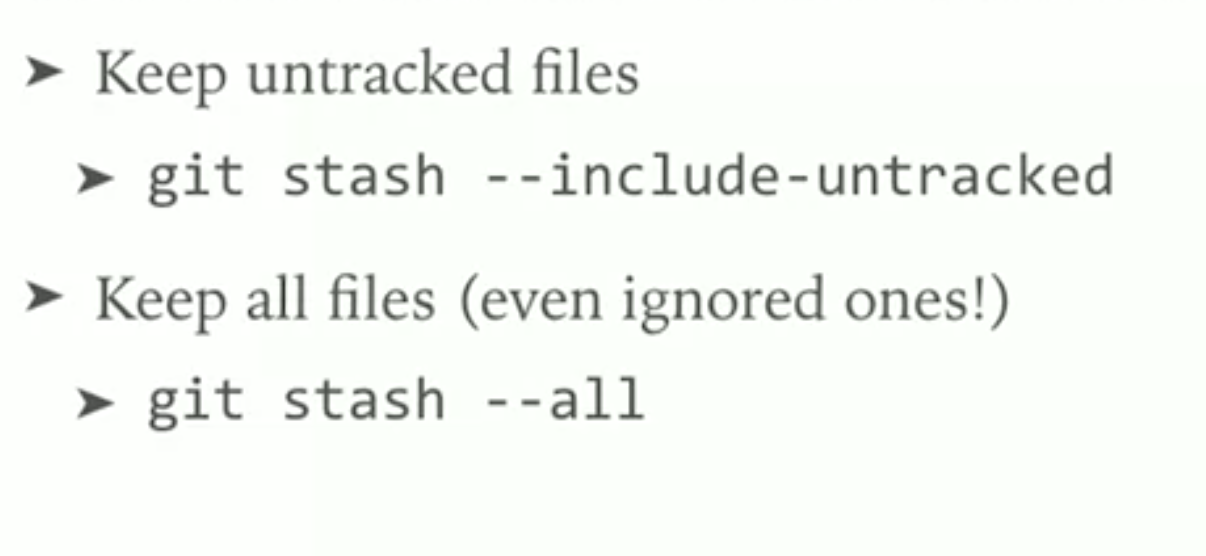 ➤ Keep untracked files
➤ git stash --include-untracked
➤ Keep all files (even ignored ones!)
➤ git stash --all